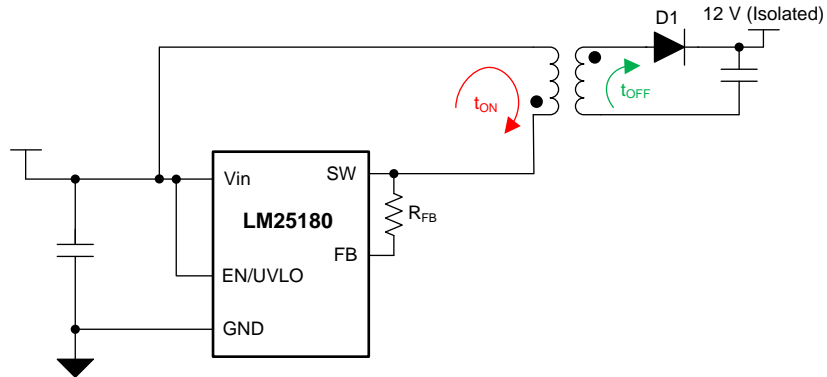 D1
12 V (Isolated)
tON
tOFF
Vin
SW
LM25180
RFB
FB
EN/UVLO
GND